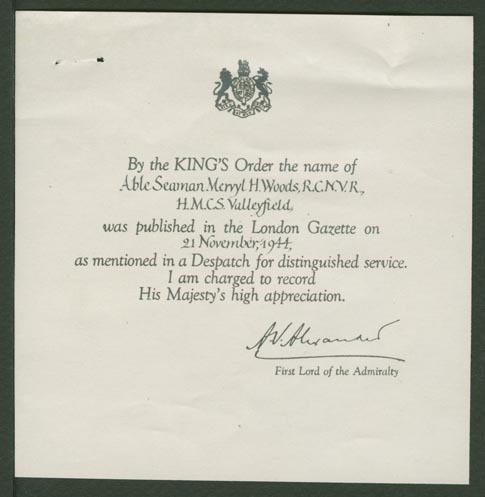 By the KING'S Order the name of
Able Seaman Mervyl H. Woods, R.C.N.V.R.,
H.M.C.S. Valleyfield,
was published in the London Gazette on
21 November, 1944,
as mentioned in a Despatch for distinguished service.
I am charged to record
His Majesty's high appreciation.
A.V. Alexander
First Lord of the Admiralty